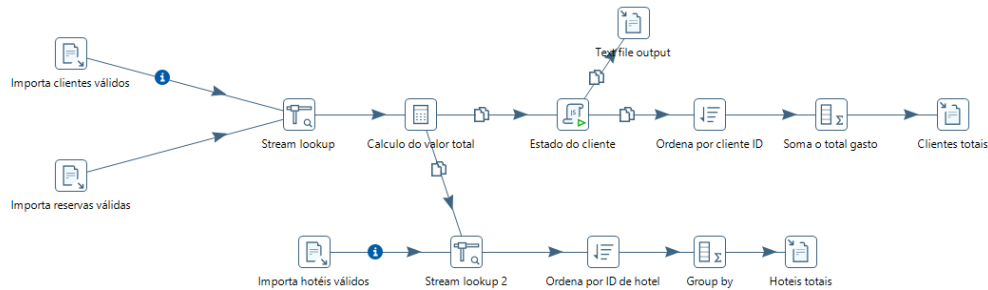 Text file output
Importa clientes válidos
Stream lookup
Calculo do valor total
Estado do cliente
Ordena por cliente ID
Soma o total gasto
Clientes totais
Importa reservas válidas
Importa hotéis válidos
Stream lookup 2
Ordena por ID de hotel
Group by
Hoteis totais